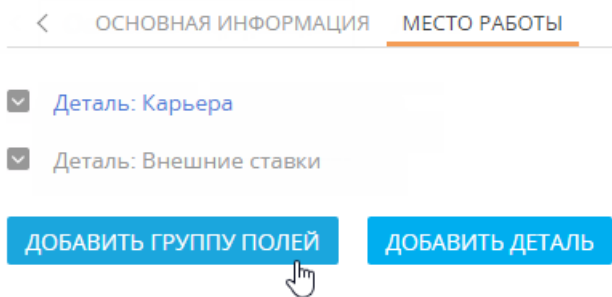 ОСНОВНАЯ ИНФОРМАЦИЯ МЕСТО РАБОТЫ
Деталь: Карьера
Деталь: Внешние ставки
ДОБАВИТЬ ГРУППУ ПОЛЕЙ ДОБАВИТЬ ДЕТАЛЬ